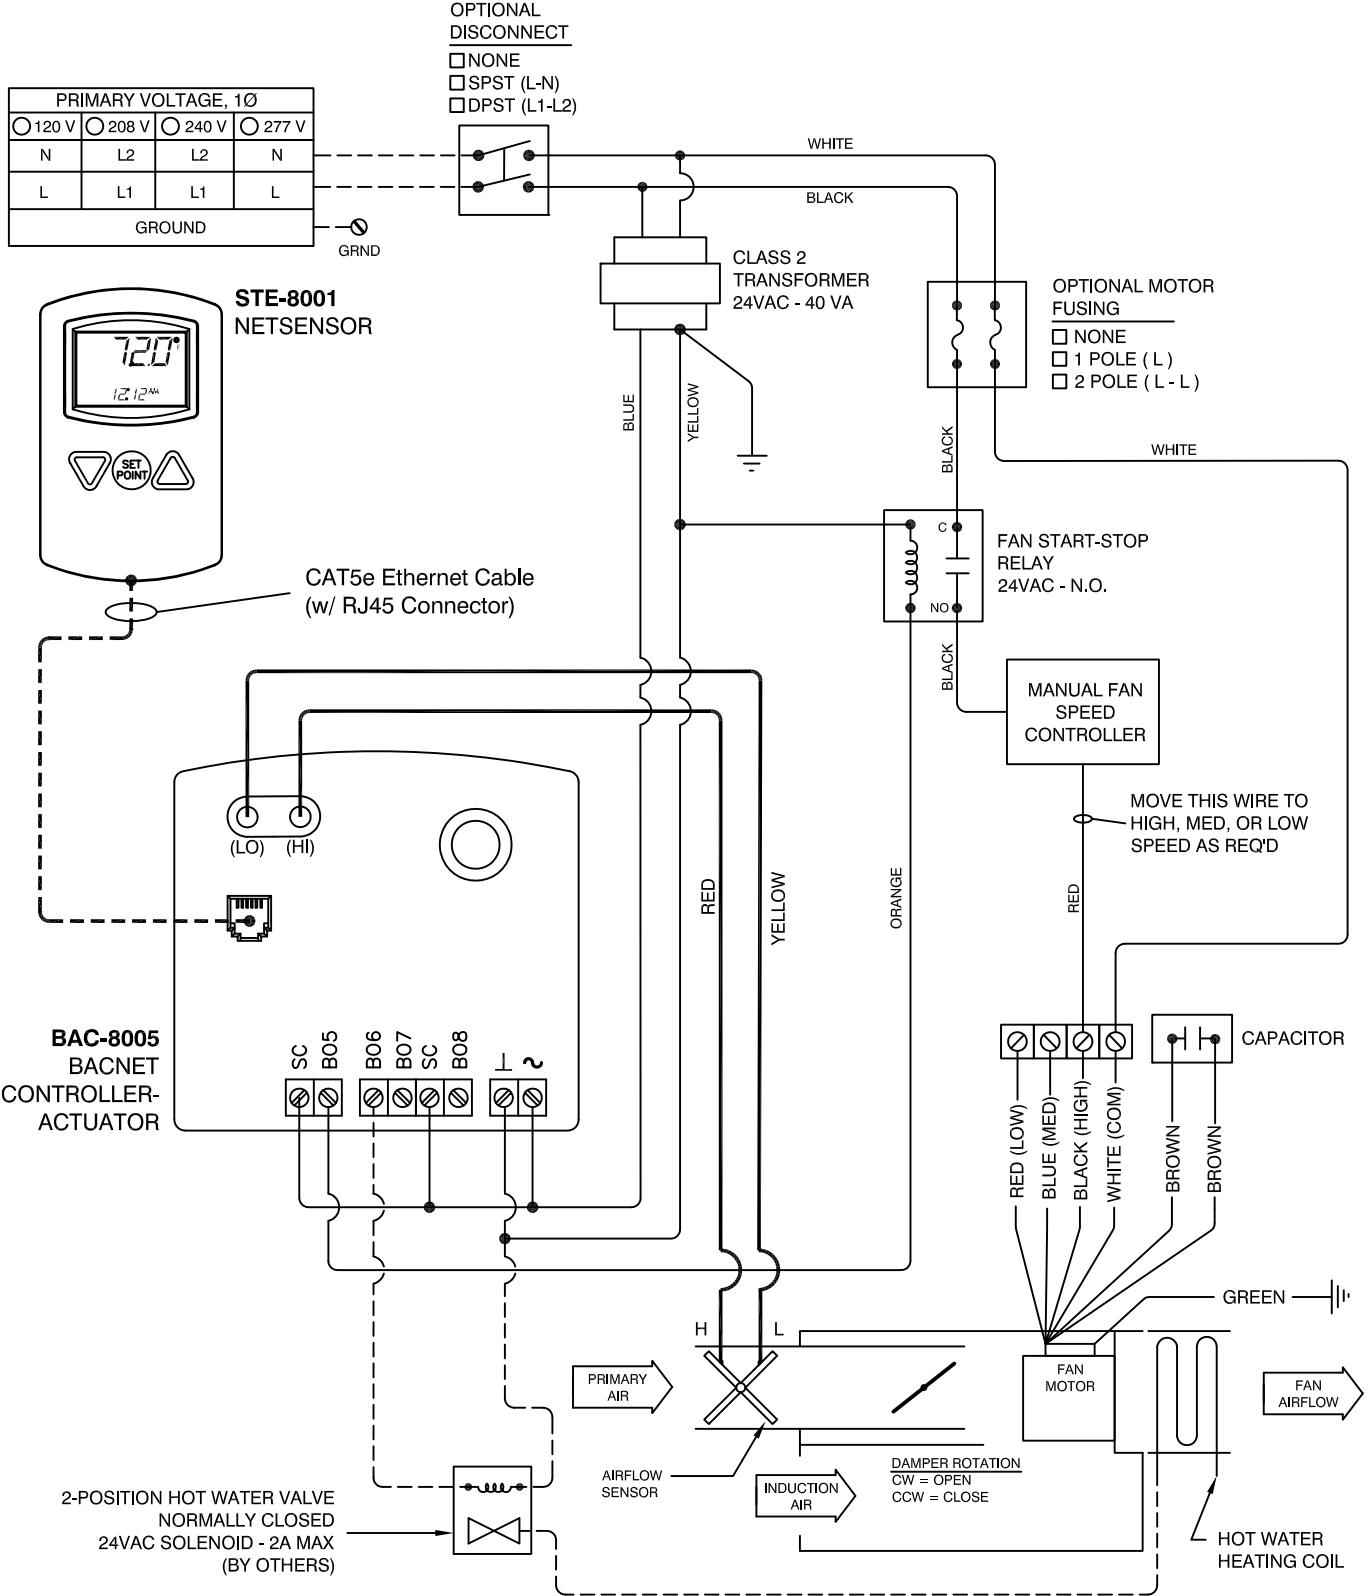 OPTIONAL
DISCONNECT
NONE
SPST (L-N)
DPST (L1-L2)
PRIMARY VOLTAGE, 1Ø
120 V 208 V 240 V 277 V
N L2 L2 N
L L1 L1 L
GROUND
GRND
WHITE
BLACK
CLASS 2
TRANSFORMER
24VAC - 40 VA
OPTIONAL MOTOR
FUSING
NONE
1 POLE ( L )
2 POLE ( L - L )
STE-8001
NETSENSOR
72.0°F
12:12 AM
SET
POINT
BLUE
YELLOW
BLACK
WHITE
C
NO
FAN START-STOP
RELAY
24VAC - N.O.
CAT5e Ethernet Cable
(w/ RJ45 Connector)
BLACK
MANUAL FAN
SPEED
CONTROLLER
MOVE THIS WIRE TO
HIGH, MED, OR LOW
SPEED AS REQ'D
(LO) (HI)
RED
YELLOW
ORANGE
RED
BAC-8005
BACNET
CONTROLLER-
ACTUATOR
SC
B05
B06
B07
SC
B08
⊥
~
CAPACITOR
RED (LOW)
BLUE (MED)
BLACK (HIGH)
WHITE (COM)
BROWN
BROWN
GREEN
H L
PRIMARY
AIR
FAN
MOTOR
FAN
AIRFLOW
AIRFLOW
SENSOR
INDUCTION
AIR
DAMPER ROTATION
CW = OPEN
CCW = CLOSE
2-POSITION HOT WATER VALVE
NORMALLY CLOSED
24VAC SOLENOID - 2A MAX
(BY OTHERS)
HOT WATER
HEATING COIL